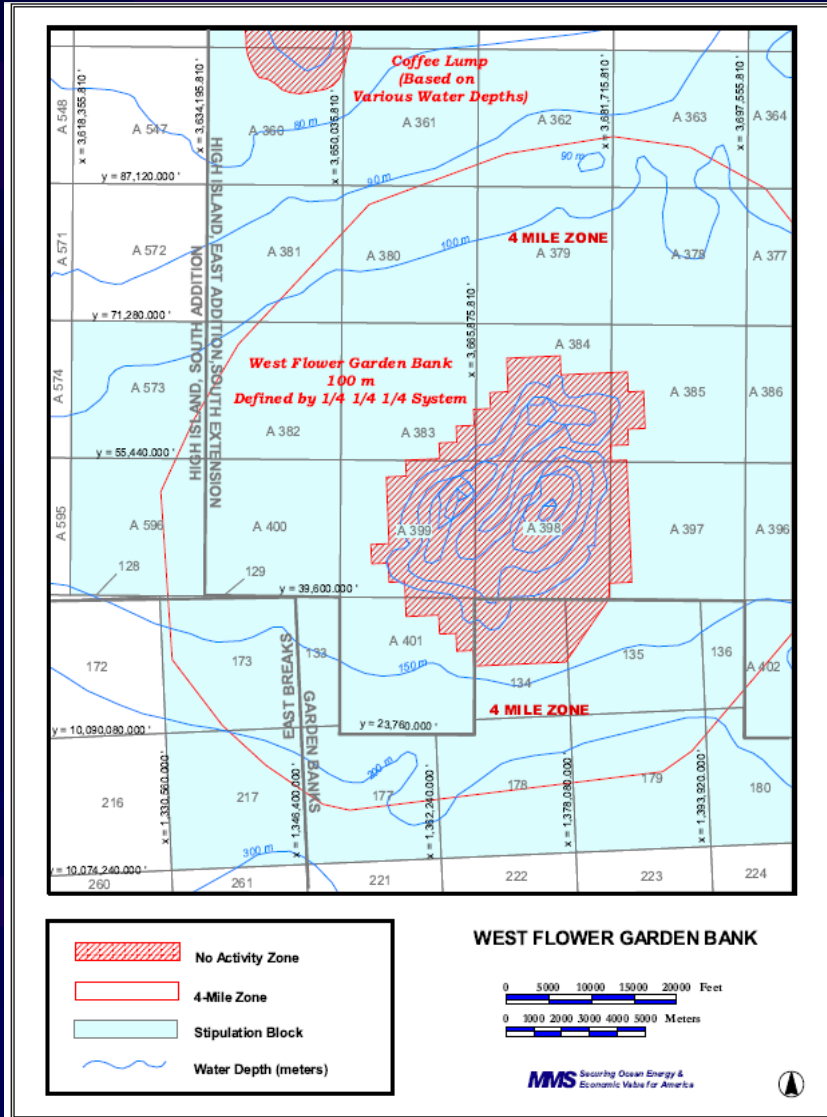 Coffee Lump
(Based on
Various Water Depths)
x = 3,618,355.810 '
x = 3,634,195.810 '
x = 3,650,035.810 '
x = 3,681,715.810 '
x = 3,697,555.810 '
A 548
A 547
A 360
A 361
A 362
A 363
A 364
80 m
90 m
90 m
y = 87,120.000 '
A 571
A 572
A 381
A 380
100 m
4 MILE ZONE
A 379
A 378
A 377
HIGH ISLAND, SOUTH ADDITION
HIGH ISLAND, EAST ADDITION, SOUTH EXTENSION
y = 71,280.000 '
x = 3,665,875.810 '
A 384
West Flower Garden Bank
100 m
Defined by 1/4 1/4 1/4 System
A 574
A 573
A 382
A 383
A 385
A 386
y = 55,440.000 '
A 595
A 596
A 400
A 399
A 398
A 397
A 396
128
129
y = 39,600.000 '
172
173
133
A 401
150 m
134
135
136
A 402
EAST BREAKS
GARDEN BANKS
4 MILE ZONE
y = 10,090,080.000 '
y = 23,760.000 '
200 m
216
217
177
178
179
180
x = 1,330,560.000 '
x = 1,346,400.000 '
x = 1,362,240.000 '
x = 1,378,080.000 '
x = 1,393,920.000 '
300 m
y = 10,074,240.000 '
260
261
221
222
223
224
No Activity Zone
4-Mile Zone
Stipulation Block
Water Depth (meters)
WEST FLOWER GARDEN BANK
0 5000 10000 15000 20000 Feet
0 1000 2000 3000 4000 5000 Meters
MMS Securing Ocean Energy &
Economic Value for America